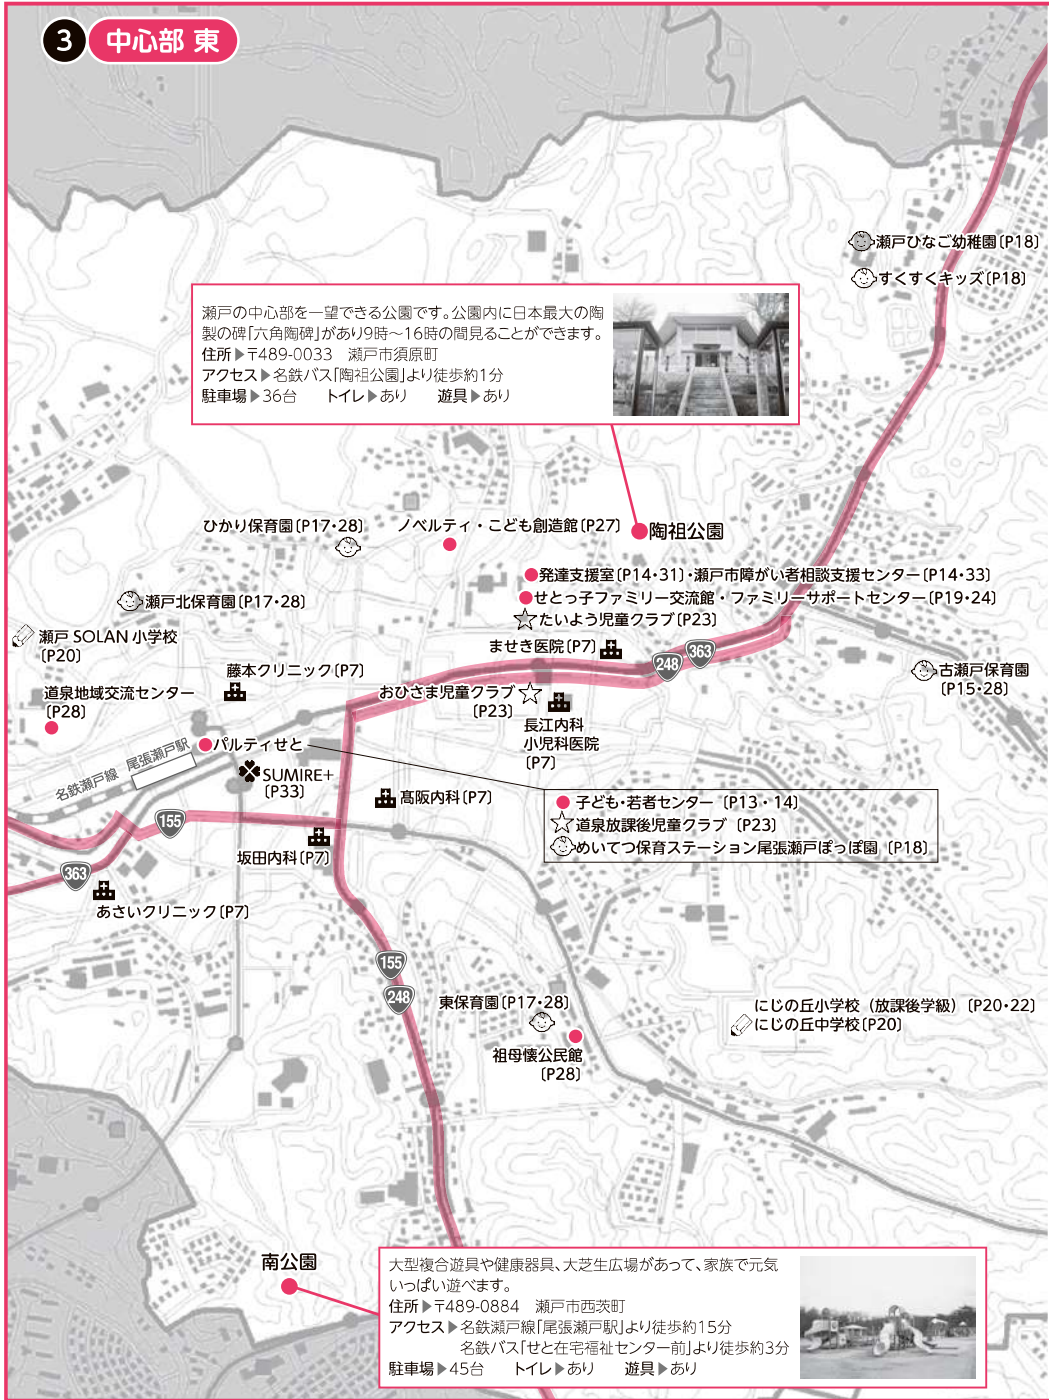 3 中心部 東
瀬戸ひなご幼稚園〔P18〕
すくすくキッズ〔P18〕
瀬戸の中心部を一望できる公園です。公園内に日本最大の陶
製の碑「六角陶碑」があり9時〜16時の間見ることができます。
住所▶〒489-0033　瀬戸市須原町
アクセス▶名鉄バス「陶祖公園」より徒歩約1分
駐車場▶36台　トイレ▶あり　遊具▶あり
ひかり保育園〔P17・28〕
ノベルティ・こども創造館〔P27〕
陶祖公園
発達支援室〔P14・31〕・瀬戸市障がい者相談支援センター〔P14・33〕
せとっ子ファミリー交流館・ファミリーサポートセンター〔P19・24〕
たいよう児童クラブ〔P23〕
瀬戸北保育園〔P17・28〕
瀬戸 SOLAN 小学校
〔P20〕
ませき医院〔P7〕
248
363
古瀬戸保育園
〔P15・28〕
藤本クリニック〔P7〕
道泉地域交流センター
〔P28〕
おひさま児童クラブ
〔P23〕
長江内科
小児科医院
〔P7〕
パルティせと
名鉄瀬戸線 尾張瀬戸駅
SUMIRE+
〔P33〕
髙阪内科〔P7〕
子ども・若者センター〔P13・14〕
道泉放課後児童クラブ〔P23〕
めいてつ保育ステーション尾張瀬戸ぽっぽ園〔P18〕
155
坂田内科〔P7〕
363
あさいクリニック〔P7〕
155
248
東保育園〔P17・28〕
祖母懐公民館
〔P28〕
にじの丘小学校（放課後学級）〔P20・22〕
にじの丘中学校〔P20〕
南公園
大型複合遊具や健康器具、大芝生広場があって、家族で元気
いっぱい遊べます。
住所▶〒489-0884　瀬戸市西茨町
アクセス▶名鉄瀬戸線「尾張瀬戸駅」より徒歩約15分
名鉄バス「せと在宅福祉センター前」より徒歩約3分
駐車場▶45台　トイレ▶あり　遊具▶あり